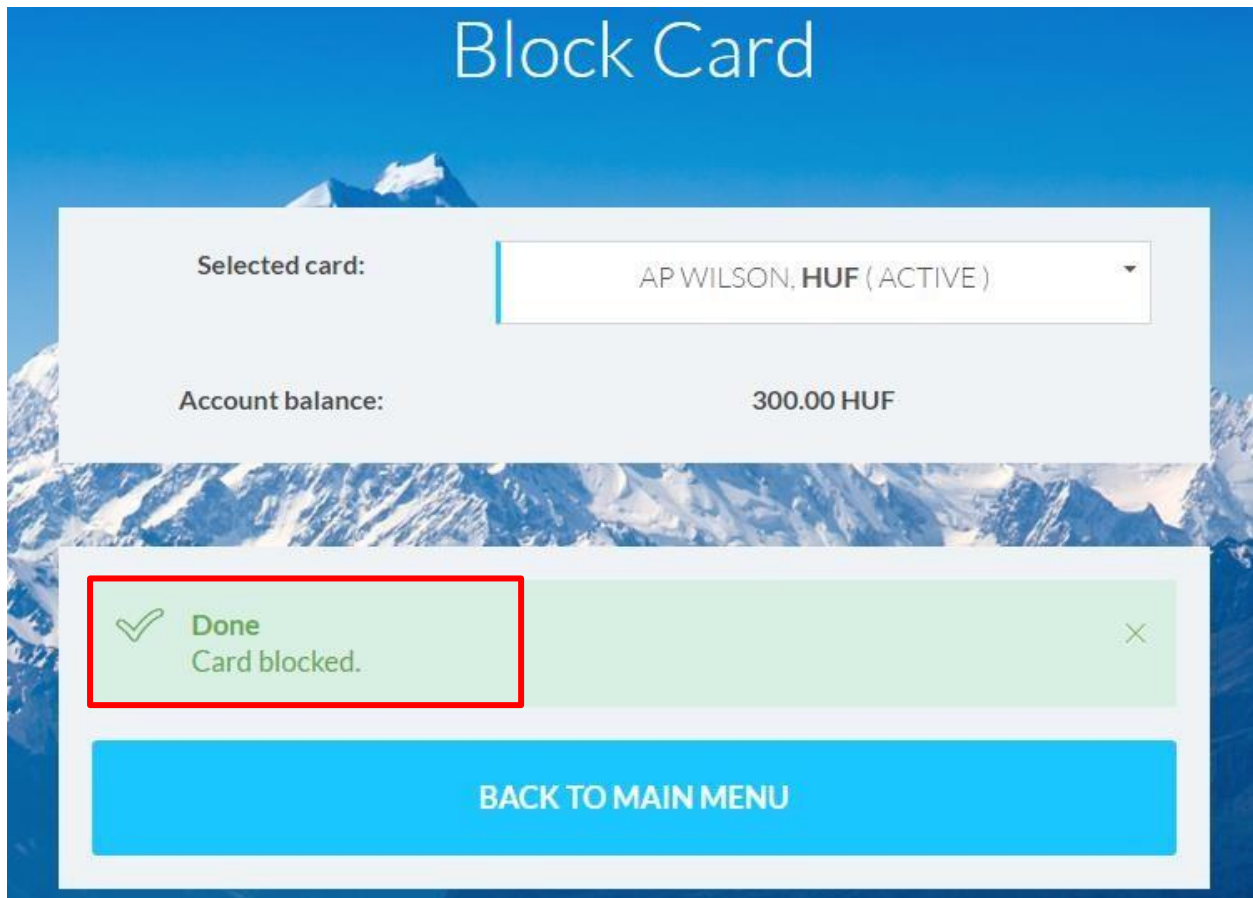 Block Card
Selected card: AP WILSON, HUF ( ACTIVE )
Account balance: 300.00 HUF
Done
Card blocked.
BACK TO MAIN MENU